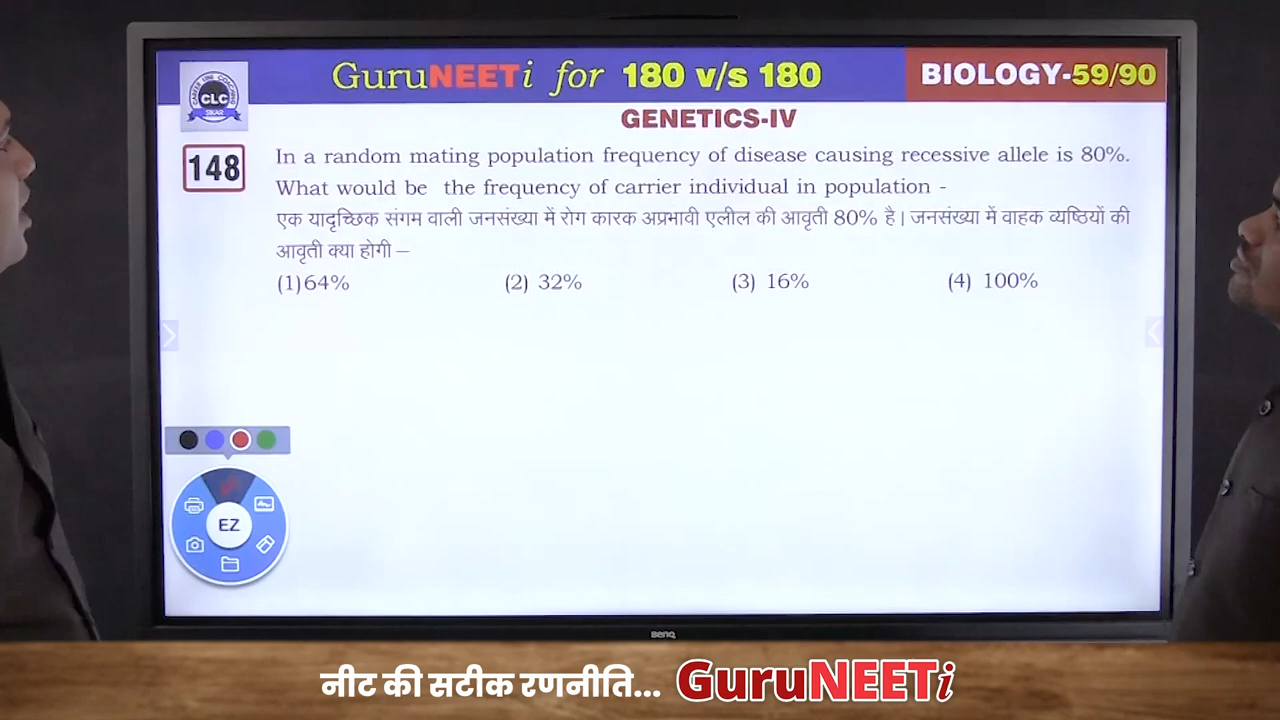 GuruNEETi for 180 v/s 180
BIOLOGY-59/90
CLC
SIKAR
GENETICS-IV
148
In a random mating population frequency of disease causing recessive allele is 80%.
What would be the frequency of carrier individual in population -
एक यादृच्छिक संगम वाली जनसंख्या में रोग कारक अप्रभावी एलील की आवृती 80% है। जनसंख्या में वाहक व्यष्ठियों की
आवृती क्या होगी –
(1) 64% (2) 32% (3) 16% (4) 100%
EZ
BenQ
नीट की सटीक रणनीति... GuruNEETi